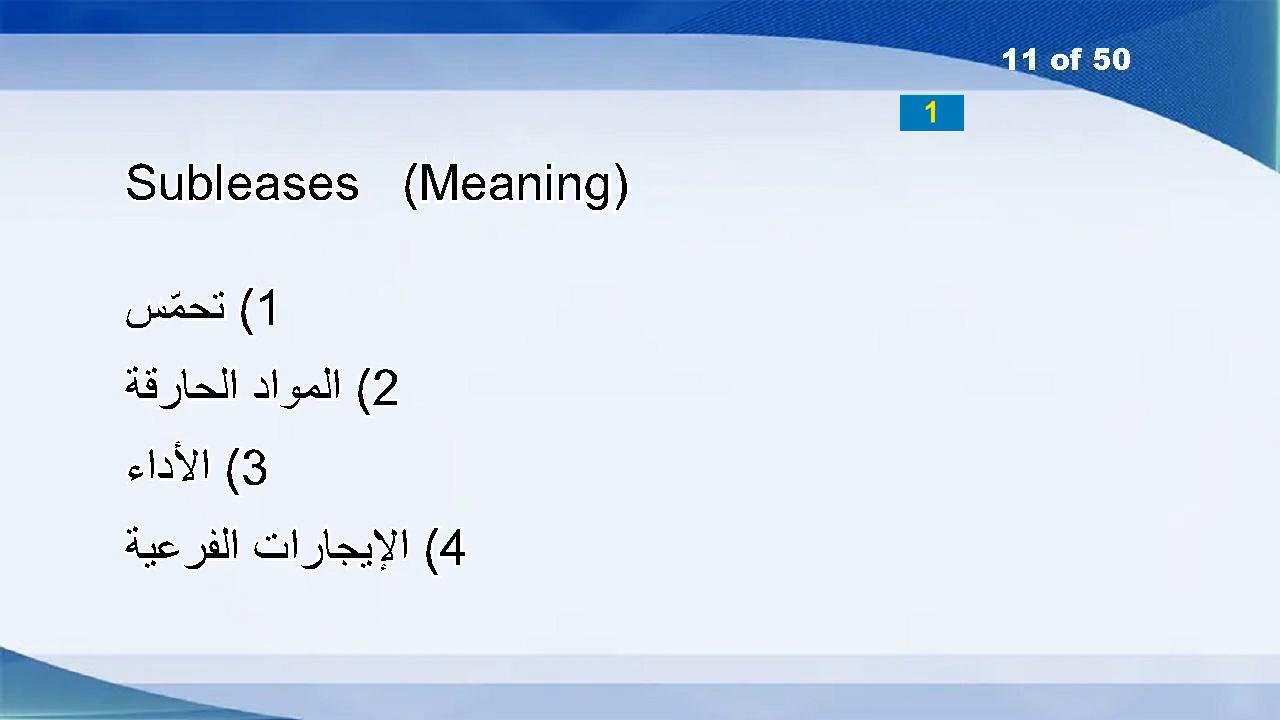 11 of 50
1
Subleases (Meaning)
1) تحمّس
2) المواد الحارقة
3) الأداء
4) الإيجارات الفرعية